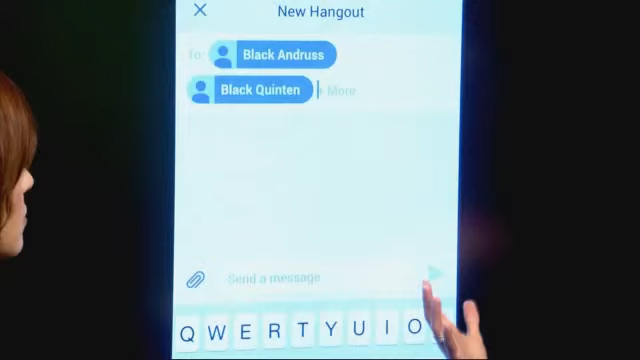 New Hangout
To: Black Andruss
Black Quinten + More
Send a message
Q W E R T Y U I O